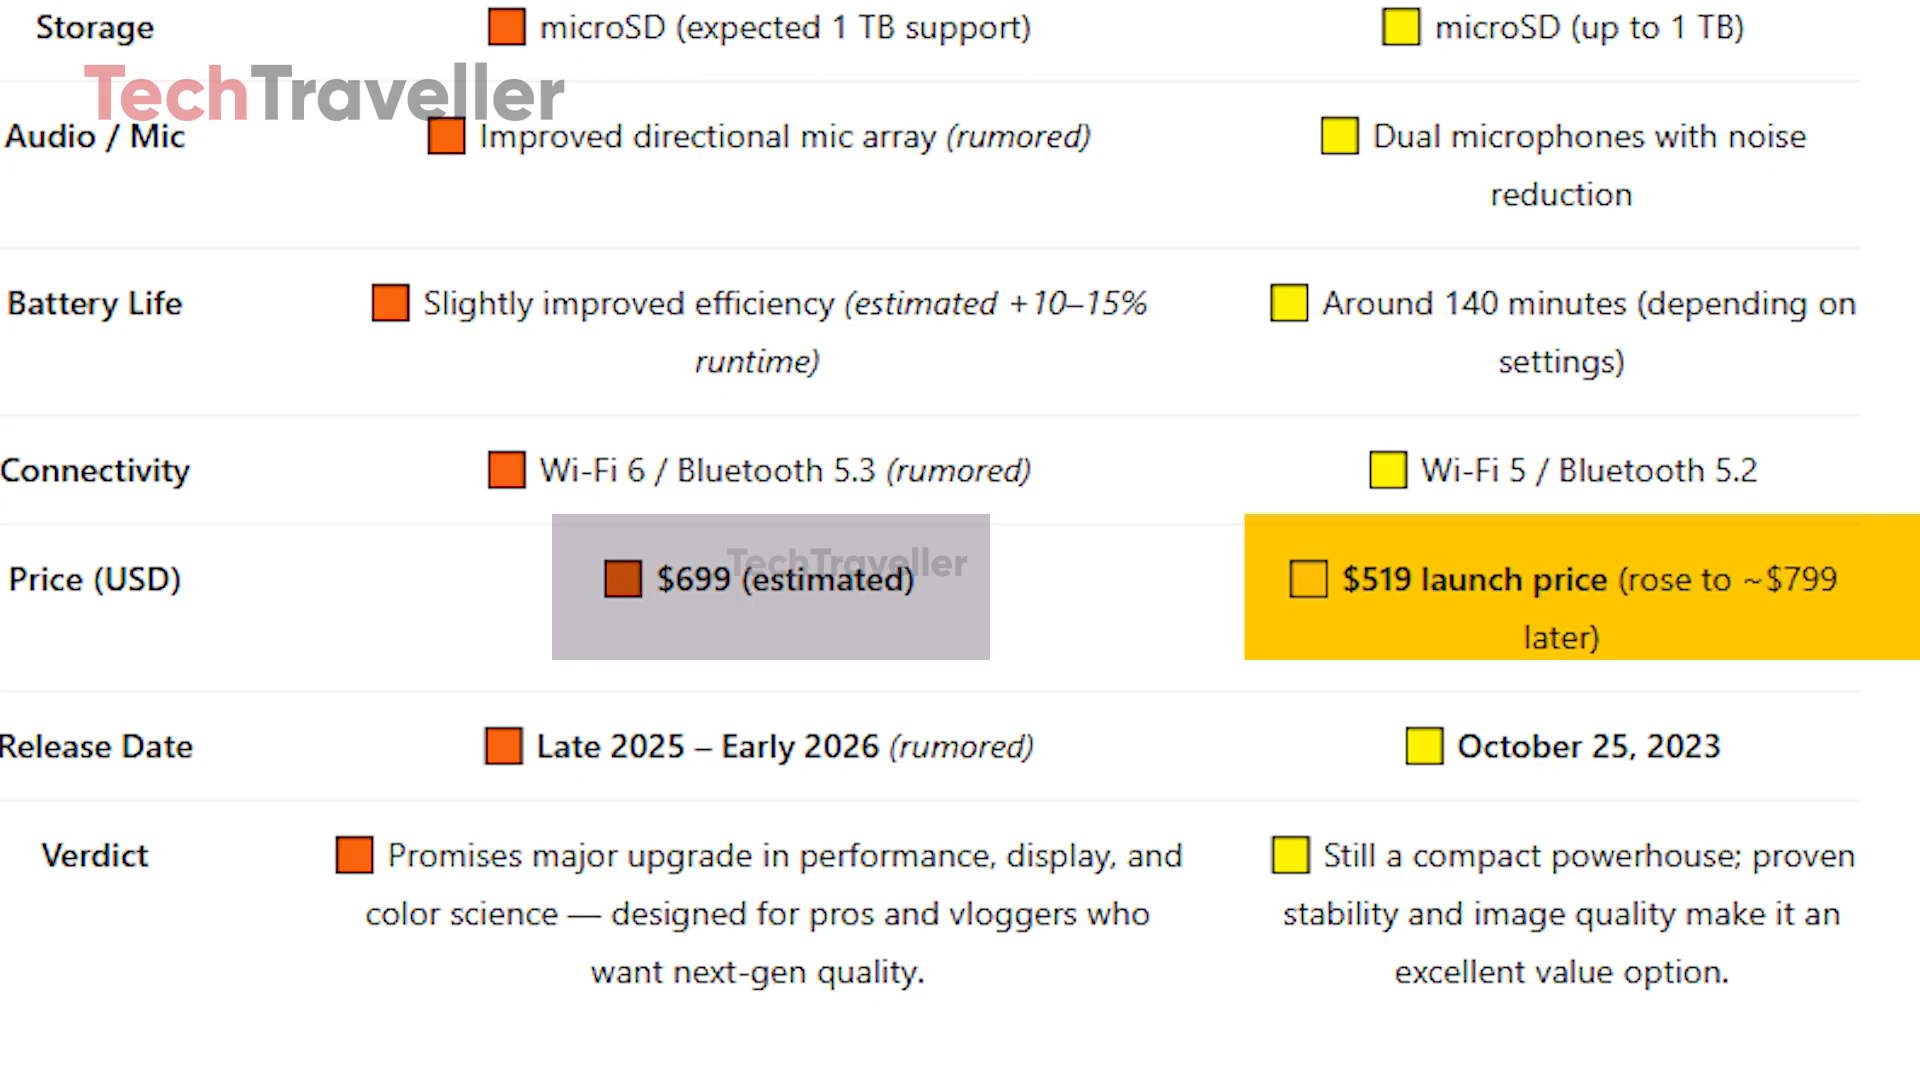 Storage
microSD (expected 1 TB support)
microSD (up to 1 TB)
TechTraveller
Audio / Mic
Improved directional mic array (rumored)
Dual microphones with noise
reduction
Battery Life
Slightly improved efficiency (estimated +10–15%
runtime)
Around 140 minutes (depending on
settings)
Connectivity
Wi-Fi 6 / Bluetooth 5.3 (rumored)
Wi-Fi 5 / Bluetooth 5.2
TechTraveller
Price (USD)
$699 (estimated)
$519 launch price (rose to ~$799
later)
Release Date
Late 2025 – Early 2026 (rumored)
October 25, 2023
Verdict
Promises major upgrade in performance, display, and
color science — designed for pros and vloggers who
want next-gen quality.
Still a compact powerhouse; proven
stability and image quality make it an
excellent value option.